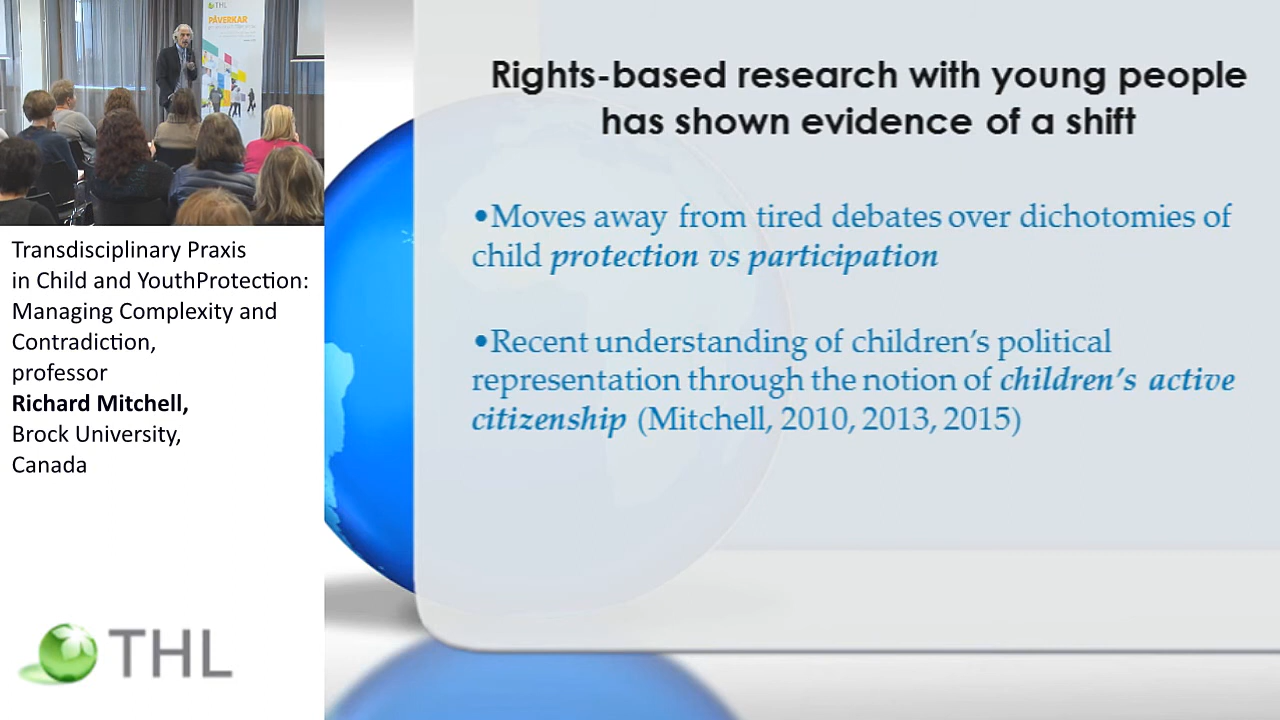 THL
PÅVERKAR
Transdisciplinary Praxis
in Child and YouthProtection:
Managing Complexity and
Contradiction,
professor
Richard Mitchell,
Brock University,
Canada
THL
Rights-based research with young people
has shown evidence of a shift
•Moves away from tired debates over dichotomies of
child protection vs participation
•Recent understanding of children's political
representation through the notion of children's active
citizenship (Mitchell, 2010, 2013, 2015)